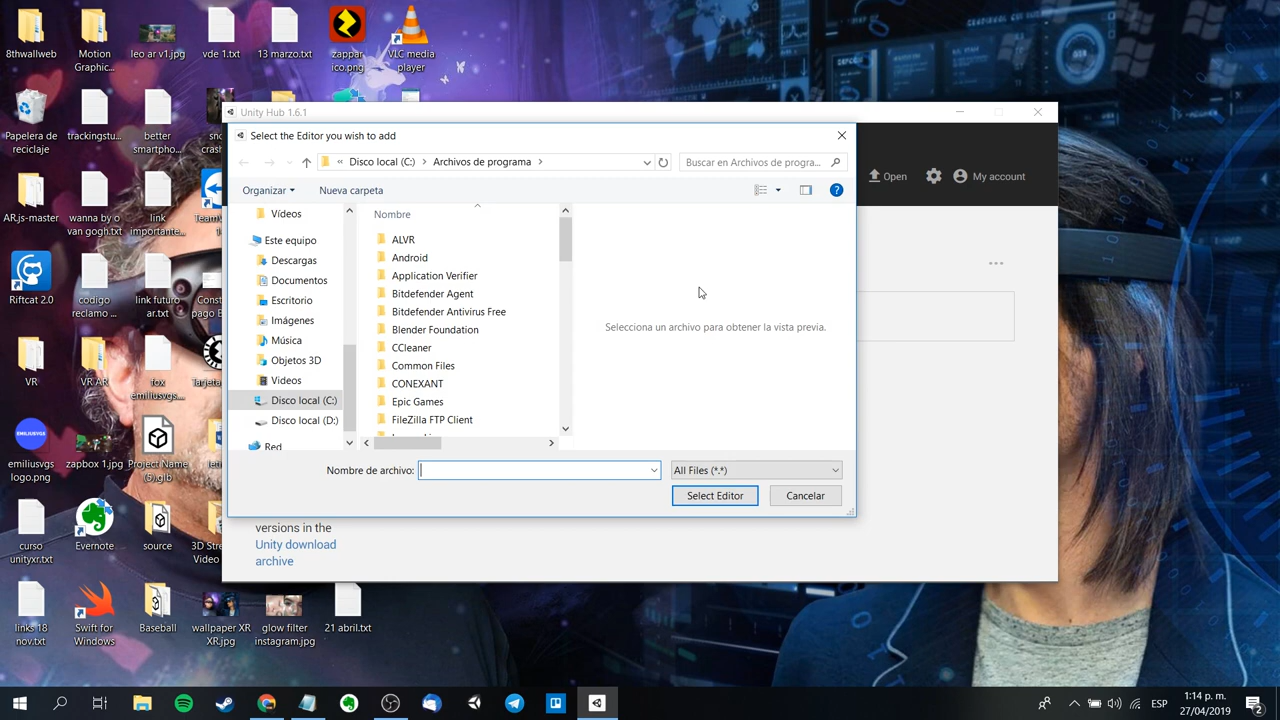 8thwallweb
Motion
Graphic...
leo ar v1.jpg
vde 1.txt
13 marzo.txt
zappar
ico.png
VLC media
player
Papelera de
reciclaje
trackingstu...
better
smartpho...
AR.js-master
wanna by o
van gogh.txt
link
importante...
Riftcat 2.0
codigo
reclamo ...
link futuro
ar.txt
VR
VR AR
fox
emiliusvgs....
EMILIUSVGS
emiliusvgs
logo.png
zapbox 1.jpg
Project Name
(5).glb
curso
unityxr.txt
Evernote
source
3D Stre
Video
links 18
nov.txt
Swift for
Windows
Baseball
wallpaper XR
XR.jpg
glow filter
instagram.jpg
21 abril.txt
Unity Hub 1.6.1
Open
My account
Select the Editor you wish to add
« Disco local (C:) > Archivos de programa >
Buscar en Archivos de progra...
Organizar
Nueva carpeta
Vídeos
Este equipo
Descargas
Documentos
Escritorio
Imágenes
Música
Objetos 3D
Videos
Disco local (C:)
Disco local (D:)
Red
Nombre
ALVR
Android
Application Verifier
Bitdefender Agent
Bitdefender Antivirus Free
Blender Foundation
CCleaner
Common Files
CONEXANT
Epic Games
FileZilla FTP Client
Selecciona un archivo para obtener la vista previa.
Nombre de archivo:
All Files (*.*)
Select Editor
Cancelar
versions in the
Unity download
archive
ESP
1:14 p. m.
27/04/2019
2